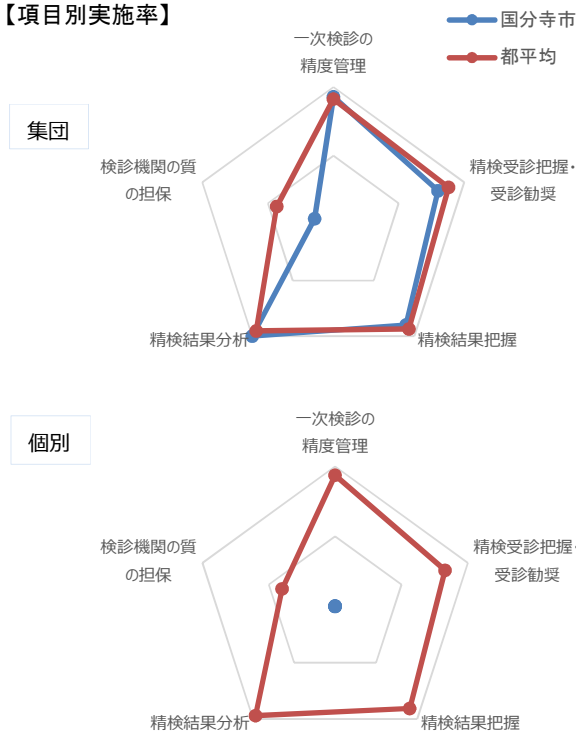 【項目別実施率】
国分寺市
都平均
集団
一次検診の
精度管理
精検受診把握・
受診勧奨
精検結果把握
精検結果分析
検診機関の質
の担保
個別
一次検診の
精度管理
精検受診把握・
受診勧奨
精検結果把握
精検結果分析
検診機関の質
の担保